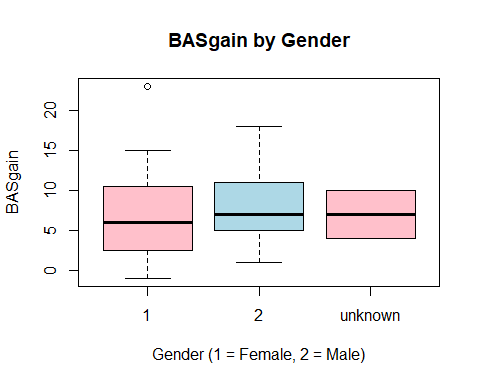 BASgain by Gender
BASgain
20
15
10
5
0
1
2
unknown
Gender (1 = Female, 2 = Male)